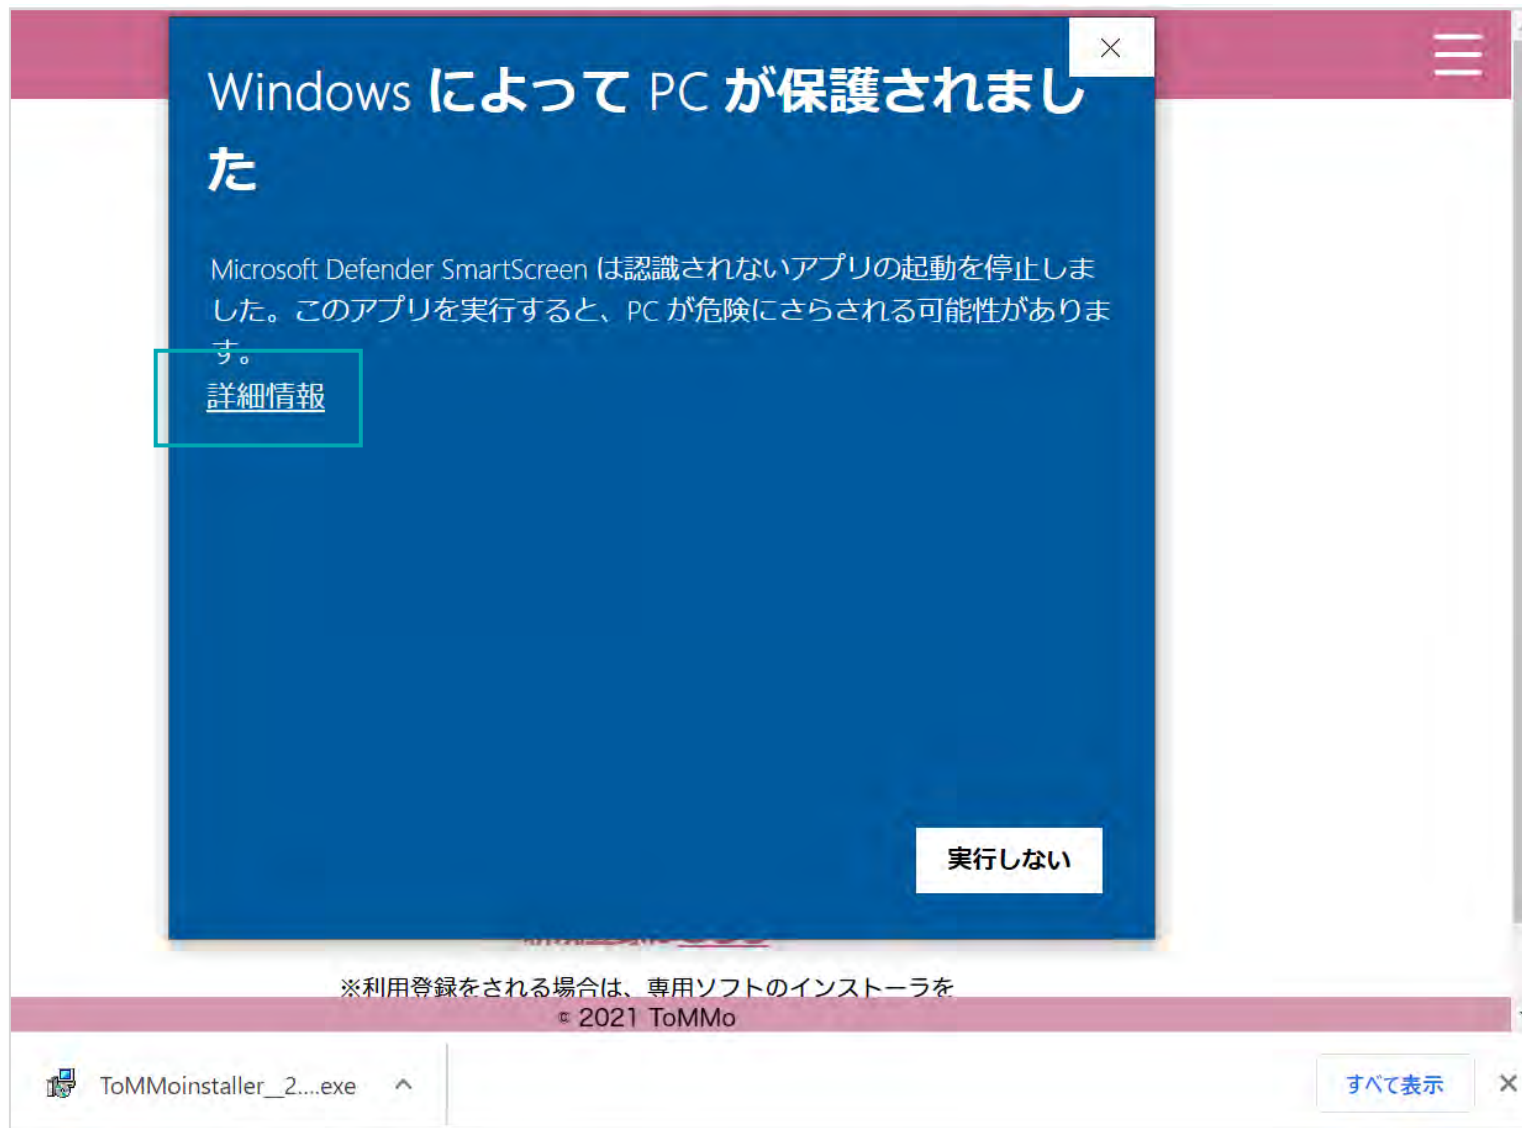 Windows によって PC が保護されまし
た
Microsoft Defender SmartScreen は認識されないアプリの起動を停止しま
した。このアプリを実行すると、PC が危険にさらされる可能性がありま
す。
詳細情報
実行しない
※利用登録をされる場合は、専用ソフトのインストーラを
© 2021 ToMMo
ToMMoinstaller__2....exe
すべて表示